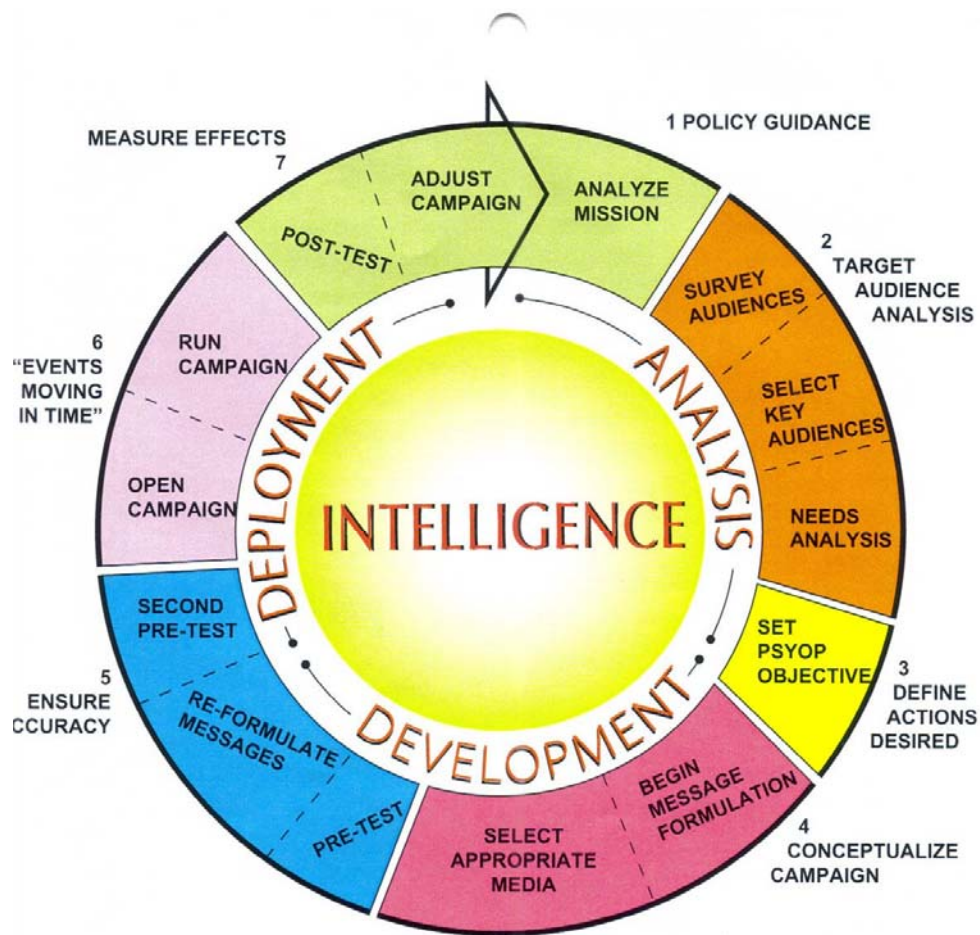 1 POLICY GUIDANCE
ANALYZE
MISSION
2
TARGET
AUDIENCE
ANALYSIS
SURVEY
AUDIENCES
SELECT
KEY
AUDIENCES
NEEDS
ANALYSIS
3
DEFINE
ACTIONS
DESIRED
SET
PSYOP
OBJECTIVE
4
CONCEPTUALIZE
CAMPAIGN
BEGIN
MESSAGE
FORMULATION
SELECT
APPROPRIATE
MEDIA
5
ENSURE
CCURACY
PRE-TEST
RE-FORMULATE
MESSAGES
SECOND
PRE-TEST
6
“EVENTS
MOVING
IN TIME”
OPEN
CAMPAIGN
RUN
CAMPAIGN
MEASURE EFFECTS
7
POST-TEST
ADJUST
CAMPAIGN
ANALYSIS
DEVELOPMENT
DEPLOYMENT
INTELLIGENCE